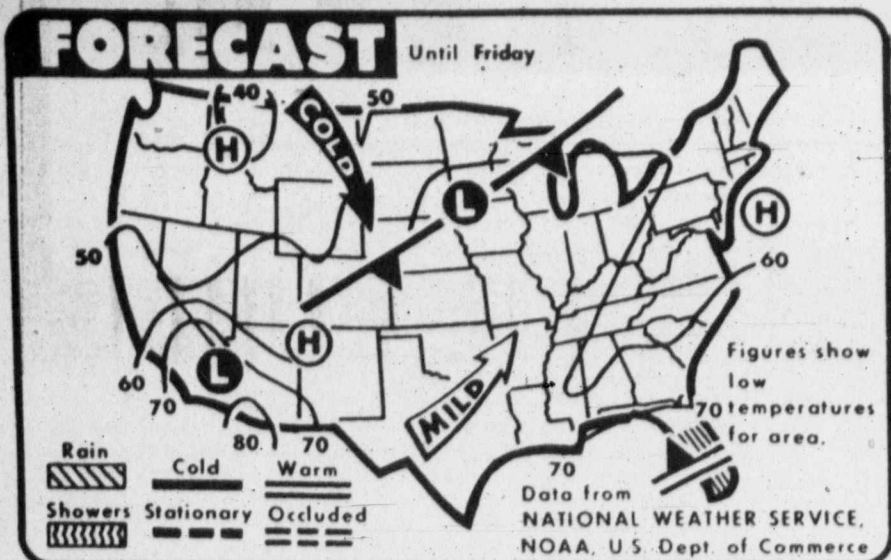 FORECAST Until Friday
40
50
COLD
H
L
H
50
60
H
60
L
70
80
70
MILD
70
70
Figures show
low
temperatures
for area.
Rain
Cold
Warm
Showers
Stationary
Occluded
Data from
NATIONAL WEATHER SERVICE,
NOAA, U.S. Dept. of Commerce